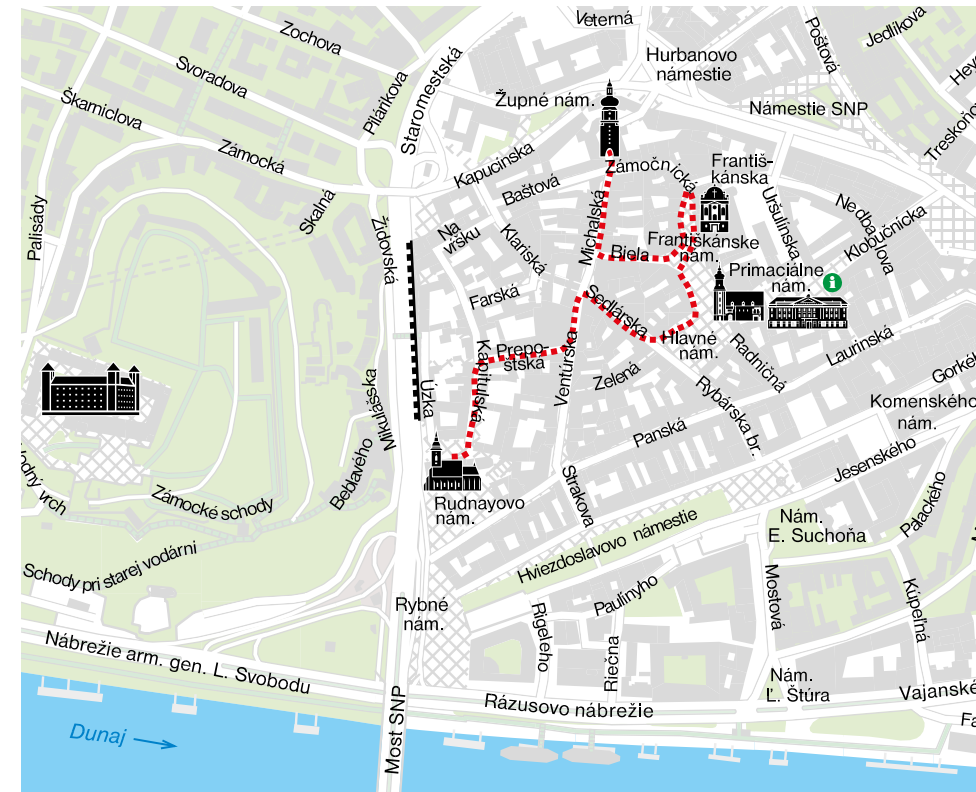 Veterná
Zochova
Poštová
Jedlíkova
Svoradova
Hurbanovo
námestie
Staromestská
Pilárikova
Škarniclova
Župné nám.
Námestie SNP
Zámocká
Kapucínska
Zámočnícka
Františ-
kánska
Baštová
Skalná
Palisády
Židovská
Na
vŕšku
Klariská
Michalská
Uršulínska
Nedbalova
Klobučnícka
Biela
Františkánske
nám.
Primaciálne
nám.
i
Farská
Sedlárska
Hlavné
nám.
Radničná
Laurinská
Prepo-
štská
Kapitulská
Ventúrska
Zelená
Rybárska br.
Úzka
Mikulášska
Panská
Komenského
nám.
Jesenského
Beblavého
Zámocké schody
Rudnayovo
nám.
Strakova
Hviezdoslavovo námestie
Nám.
E. Suchoňa
Palackého
Schody pri starej vodárni
Rybné
nám.
Paulínyho
Mostová
Kúpeľná
Rigeleho
Riečna
Nábrežie arm. gen. L. Svobodu
Nám.
Ľ. Štúra
Rázusovo nábrežie
Most SNP
Dunaj